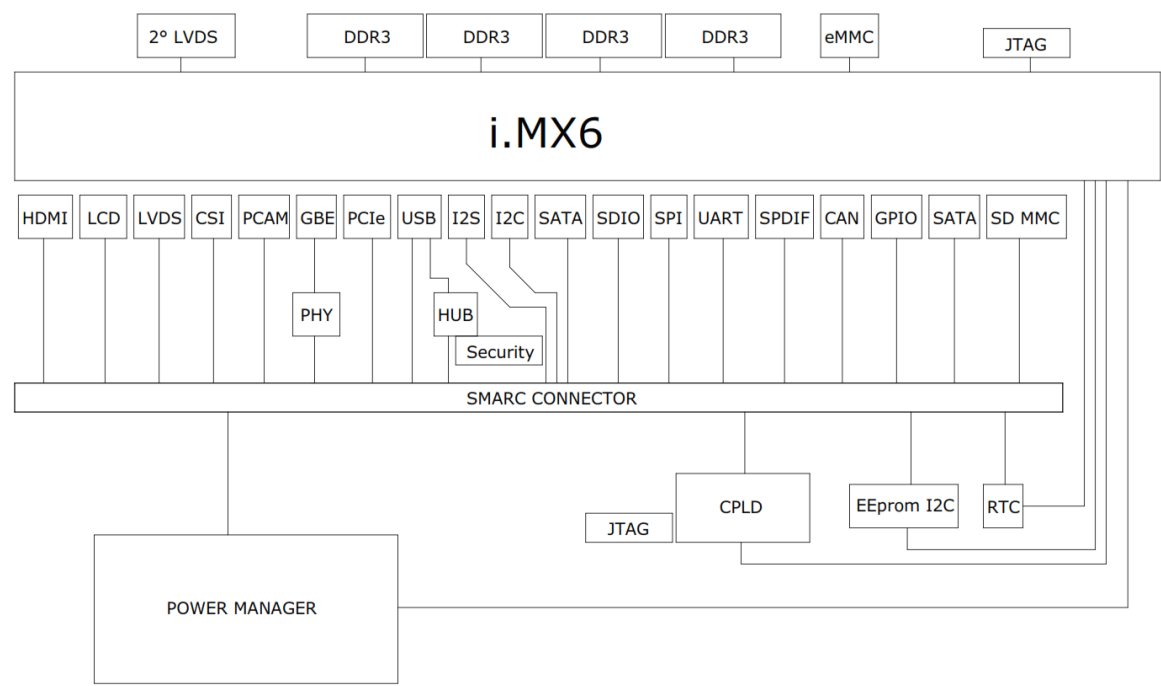 2° LVDS
DDR3
DDR3
DDR3
DDR3
eMMC
JTAG
i.MX6
HDMI
LCD
LVDS
CSI
PCAM
GBE
PCIe
USB
I2S
I2C
SATA
SDIO
SPI
UART
SPDIF
CAN
GPIO
SATA
SD MMC
PHY
HUB
Security
SMARC CONNECTOR
CPLD
EEprom I2C
RTC
JTAG
POWER MANAGER